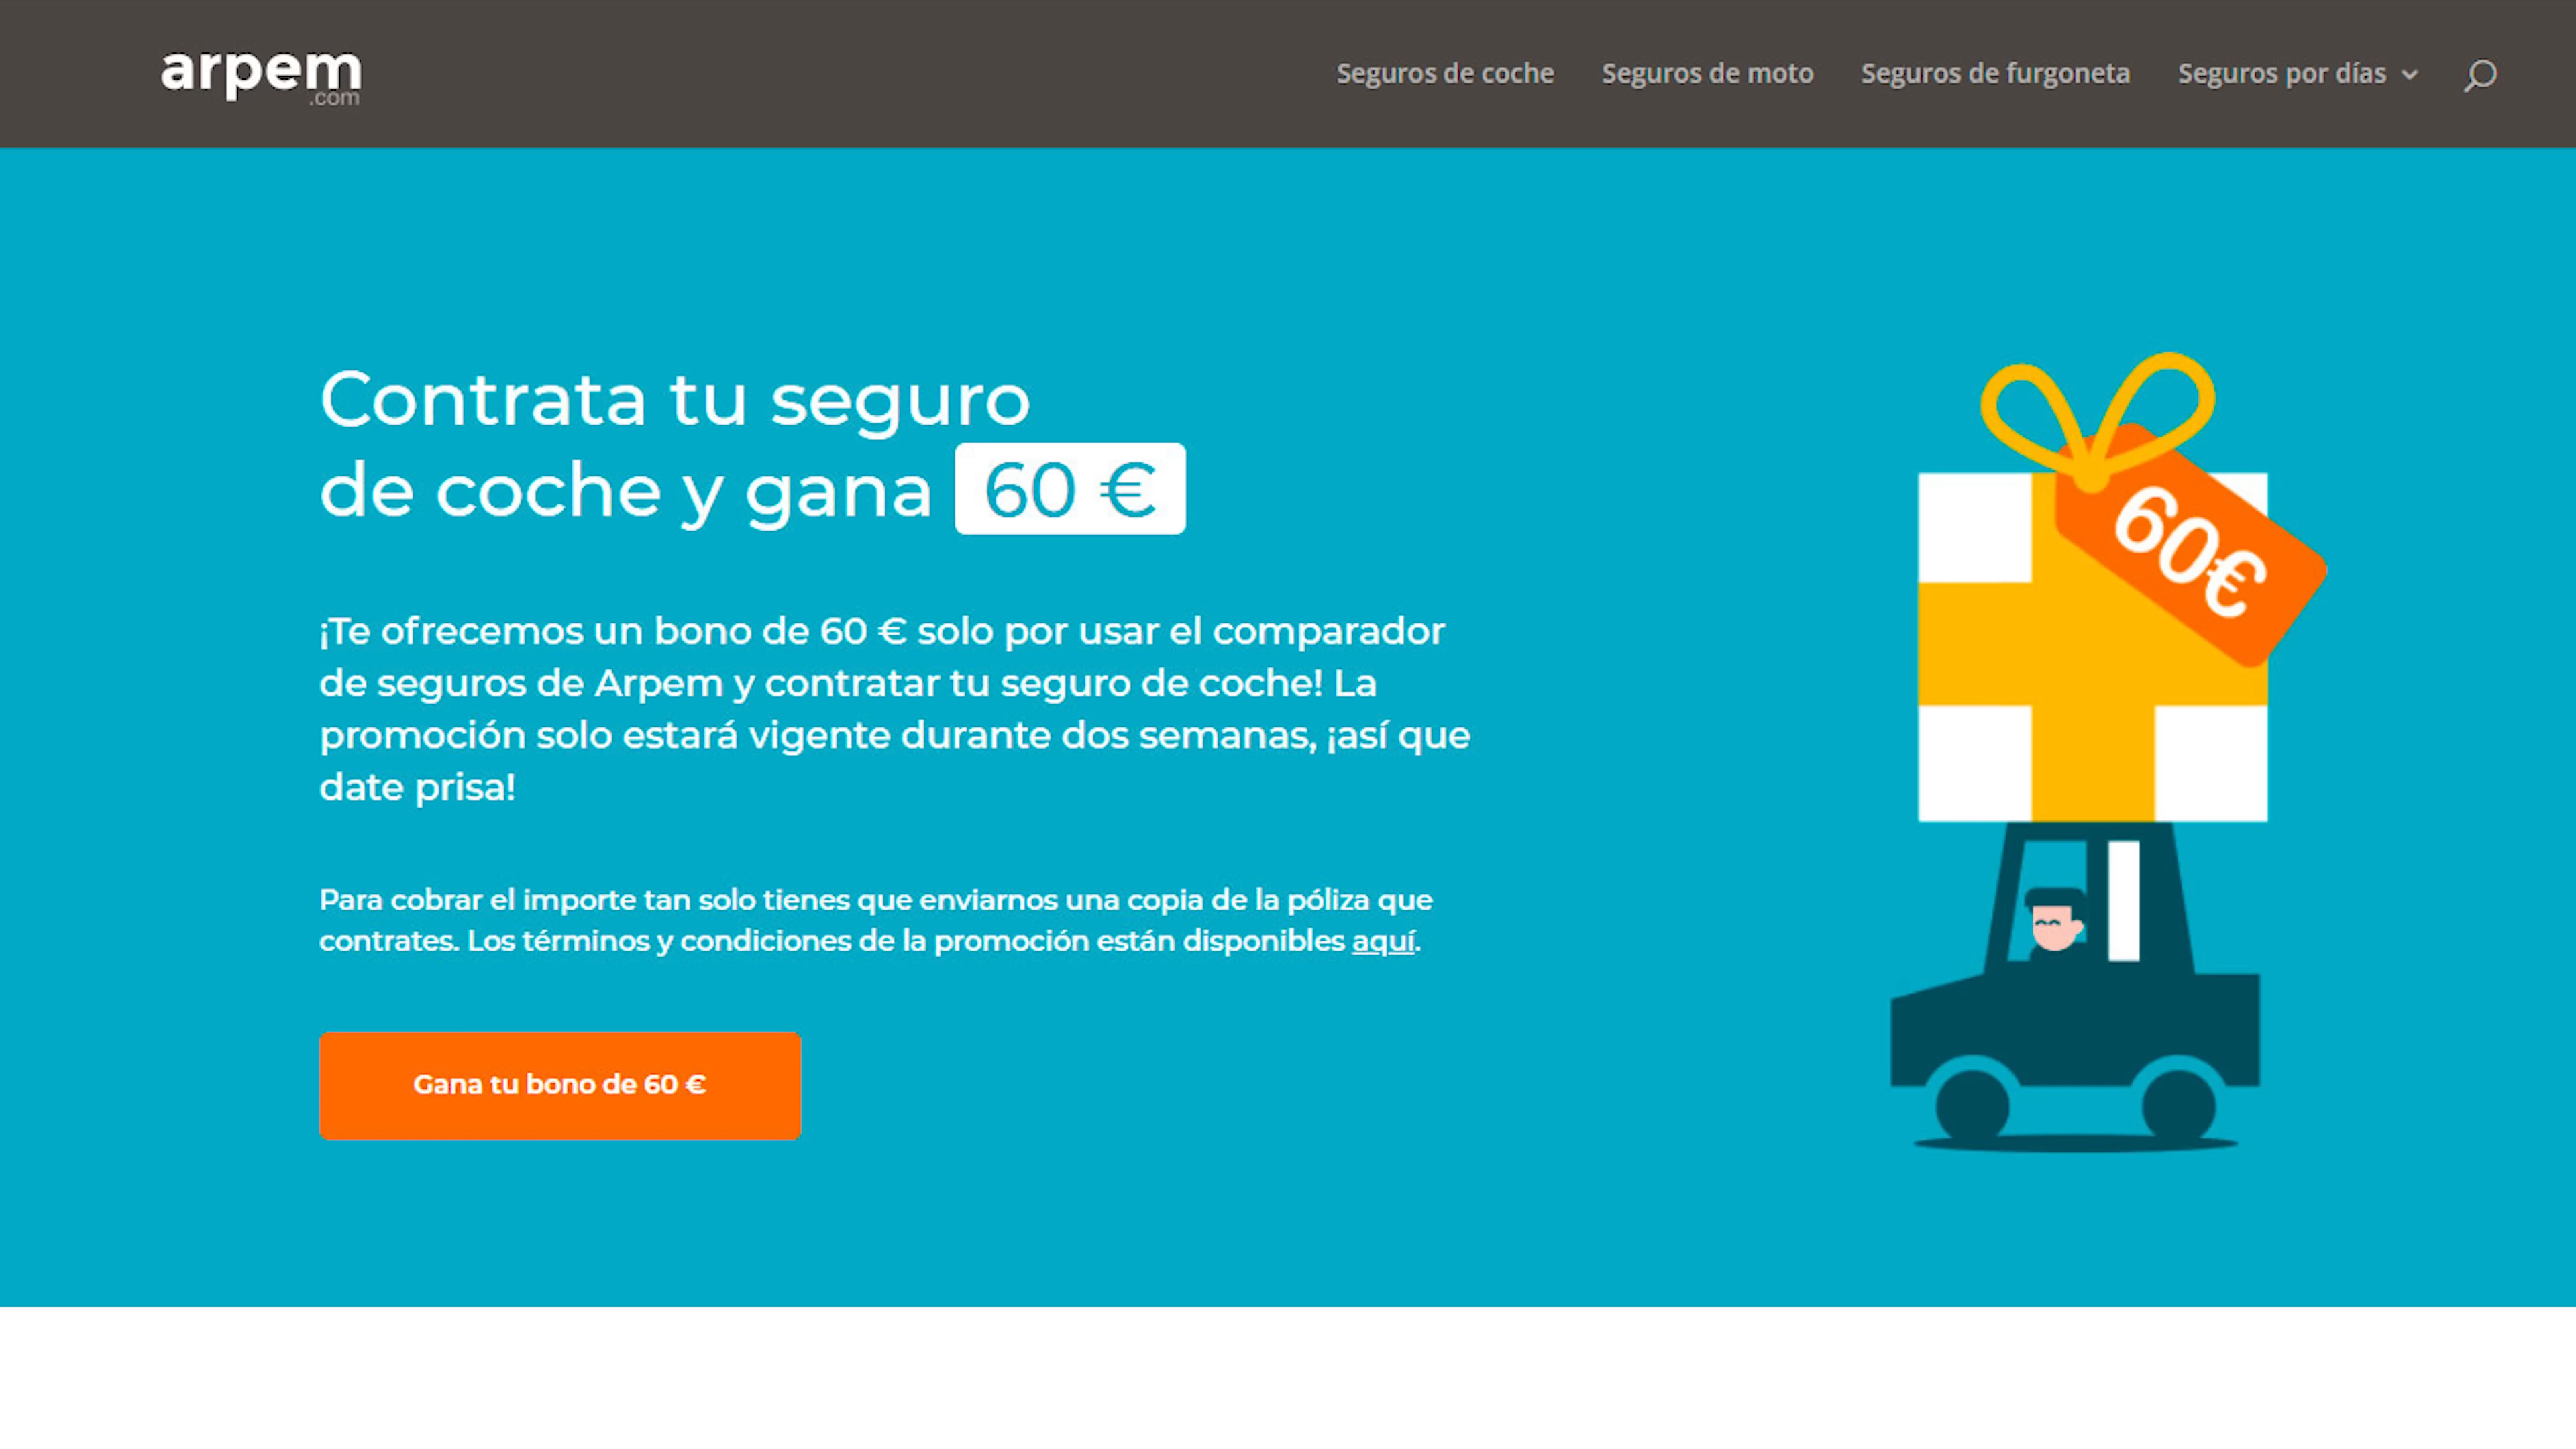 arpem
.com
Seguros de coche
Seguros de moto
Seguros de furgoneta
Seguros por días
Contrata tu seguro
de coche y gana 60 €
¡Te ofrecemos un bono de 60 € solo por usar el comparador
de seguros de Arpem y contratar tu seguro de coche! La
promoción solo estará vigente durante dos semanas, ¡así que
date prisa!
Para cobrar el importe tan solo tienes que enviarnos una copia de la póliza que
contrates. Los términos y condiciones de la promoción están disponibles aquí.
Gana tu bono de 60 €
60€